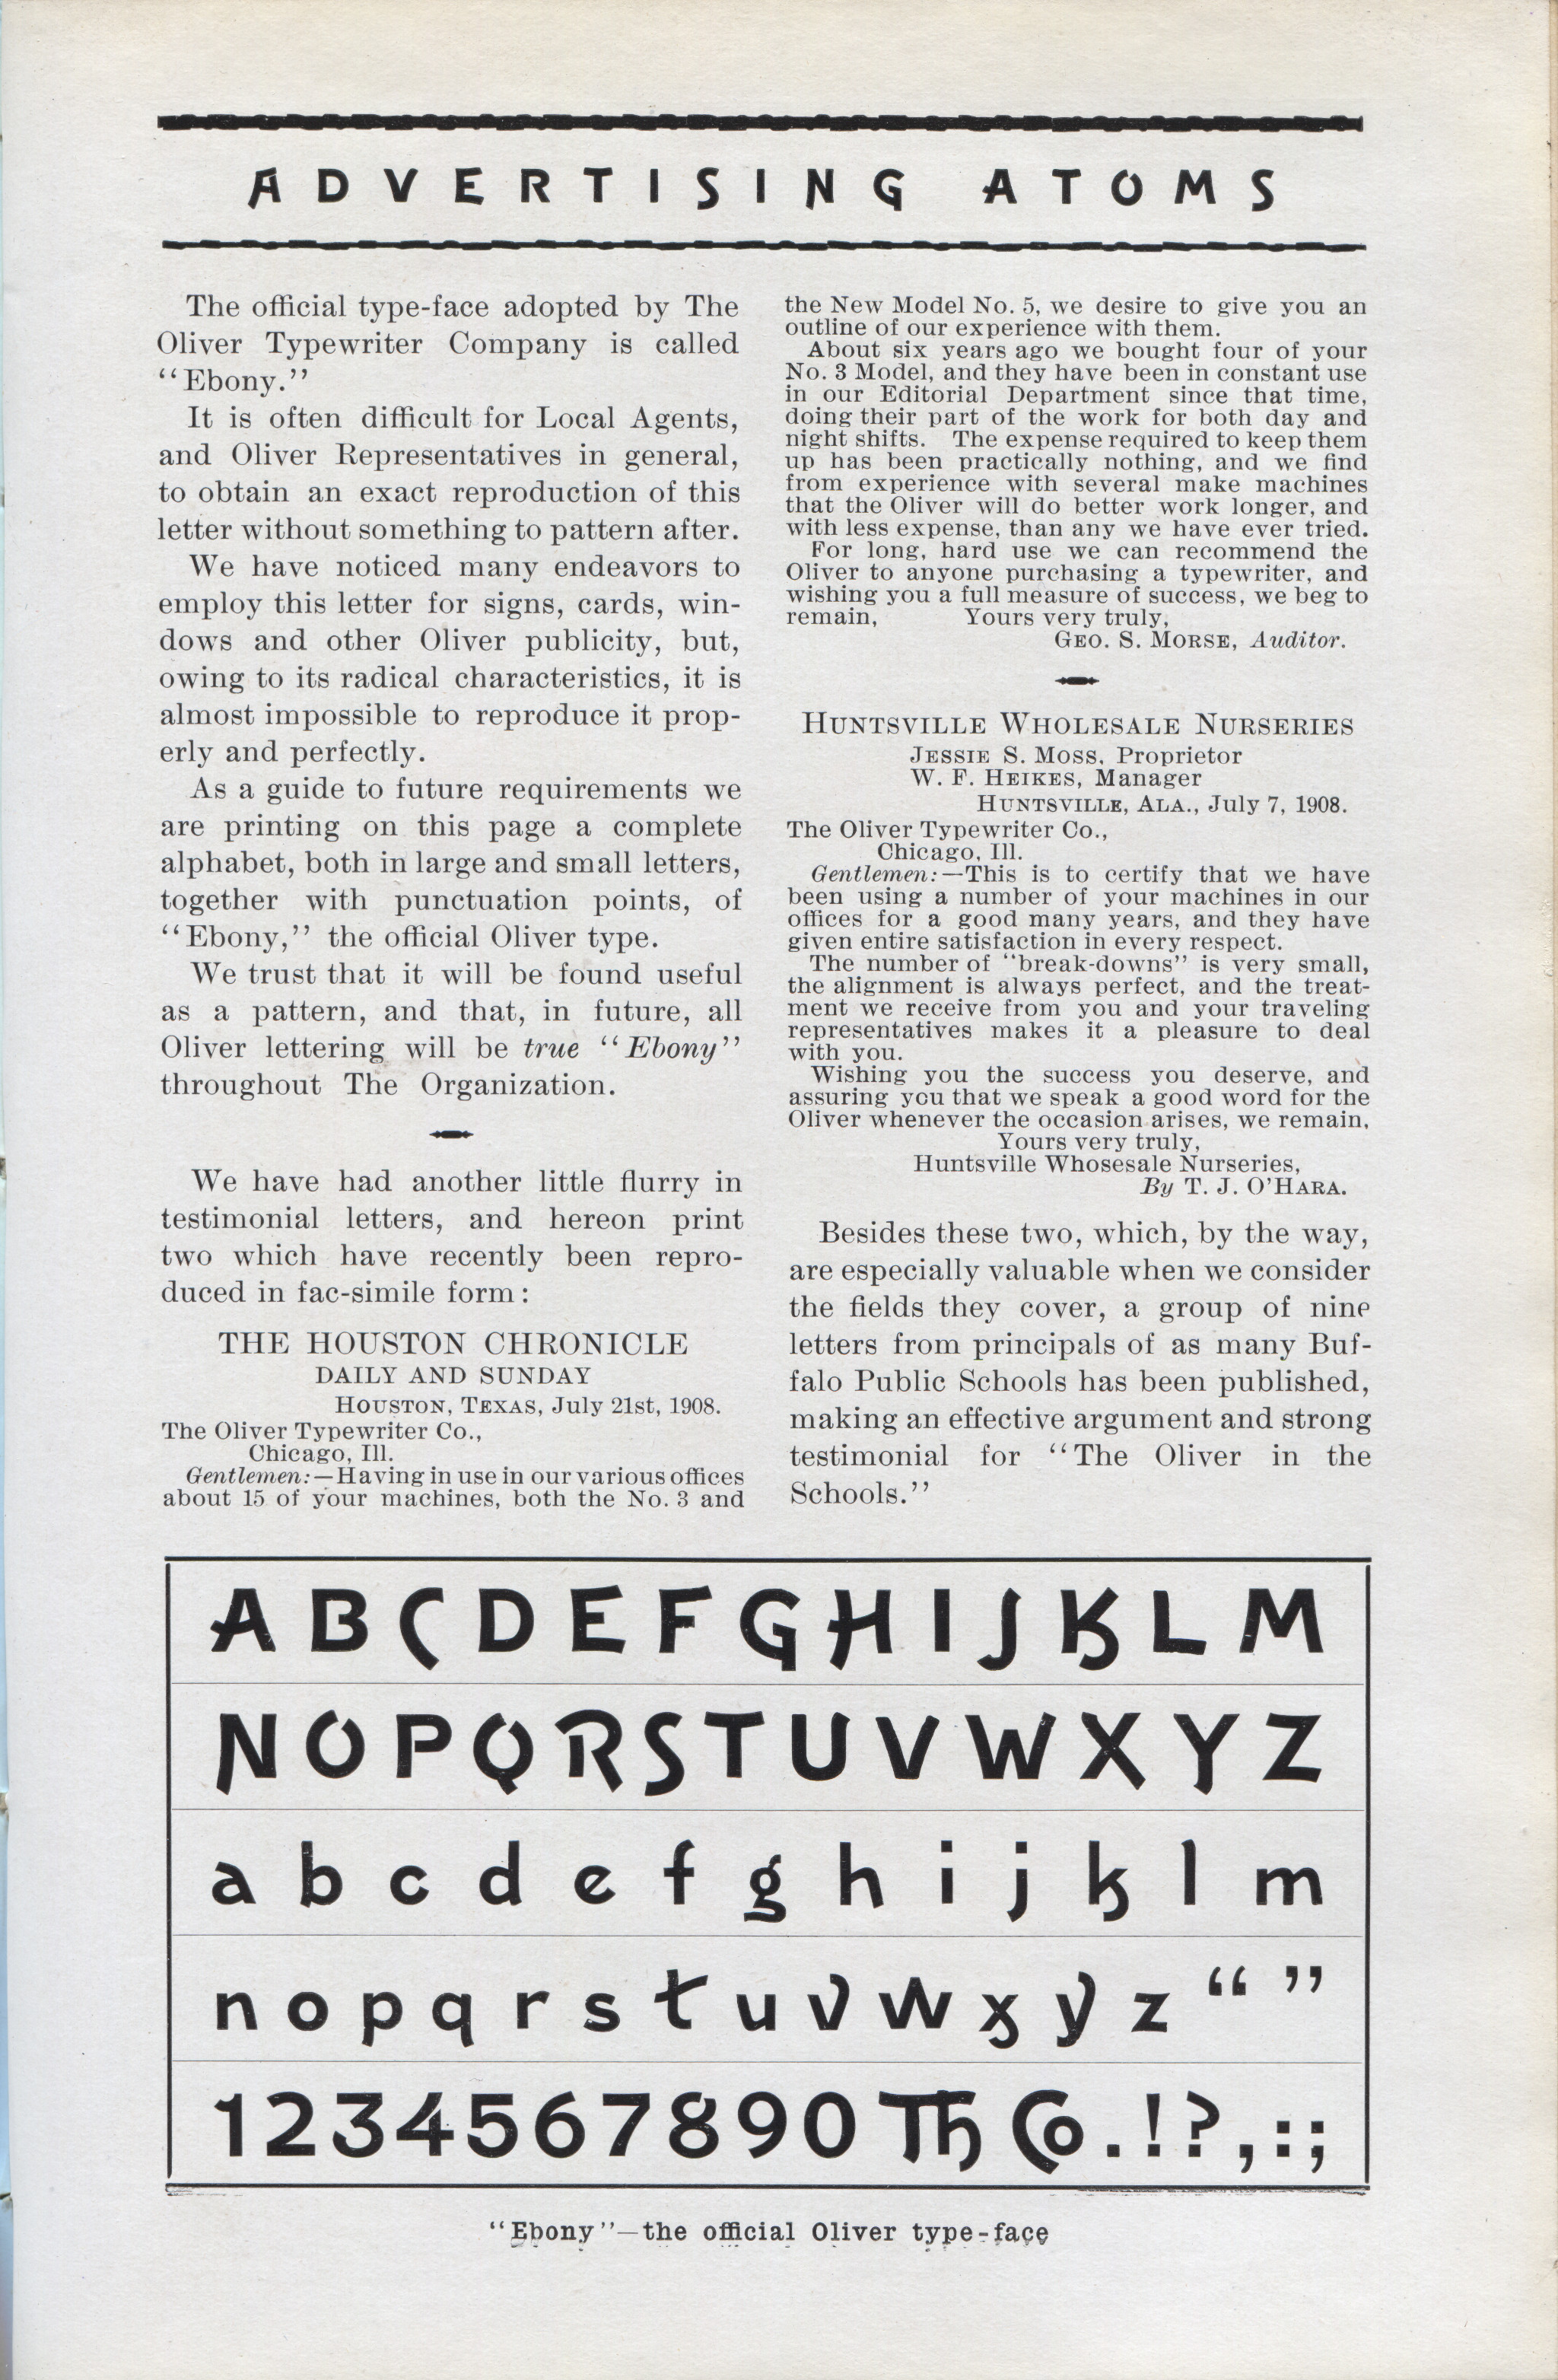 ADVERTISING ATOMS
The official type-face adopted by The
Oliver Typewriter Company is called
“Ebony.”
It is often difficult for Local Agents,
and Oliver Representatives in general,
to obtain an exact reproduction of this
letter without something to pattern after.
We have noticed many endeavors to
employ this letter for signs, cards, win-
dows and other Oliver publicity, but,
owing to its radical characteristics, it is
almost impossible to reproduce it prop-
erly and perfectly.
As a guide to future requirements we
are printing on this page a complete
alphabet, both in large and small letters,
together with punctuation points, of
“Ebony,” the official Oliver type.
We trust that it will be found useful
as a pattern, and that, in future, all
Oliver lettering will be true “Ebony”
throughout The Organization.
We have had another little flurry in
testimonial letters, and hereon print
two which have recently been repro-
duced in fac-simile form:
THE HOUSTON CHRONICLE
DAILY AND SUNDAY
HOUSTON, TEXAS, July 21st, 1908.
The Oliver Typewriter Co.,
Chicago, Ill.
Gentlemen:—Having in use in our various offices
about 15 of your machines, both the No. 3 and
the New Model No. 5, we desire to give you an
outline of our experience with them.
About six years ago we bought four of your
No. 3 Model, and they have been in constant use
in our Editorial Department since that time,
doing their part of the work for both day and
night shifts. The expense required to keep them
up has been practically nothing, and we find
from experience with several make machines
that the Oliver will do better work longer, and
with less expense, than any we have ever tried.
For long, hard use we can recommend the
Oliver to anyone purchasing a typewriter, and
wishing you a full measure of success, we beg to
remain, Yours very truly,
GEO. S. MORSE, Auditor.
HUNTSVILLE WHOLESALE NURSERIES
JESSIE S. MOSS, Proprietor
W. F. HEIKES, Manager
HUNTSVILLE, ALA., July 7, 1908.
The Oliver Typewriter Co.,
Chicago, Ill.
Gentlemen:—This is to certify that we have
been using a number of your machines in our
offices for a good many years, and they have
given entire satisfaction in every respect.
The number of “break-downs” is very small,
the alignment is always perfect, and the treat-
ment we receive from you and your traveling
representatives makes it a pleasure to deal
with you.
Wishing you the success you deserve, and
assuring you that we speak a good word for the
Oliver whenever the occasion arises, we remain,
Yours very truly,
Huntsville Whosesale Nurseries,
By T. J. O’HARA.
Besides these two, which, by the way,
are especially valuable when we consider
the fields they cover, a group of nine
letters from principals of as many Buf-
falo Public Schools has been published,
making an effective argument and strong
testimonial for “The Oliver in the
Schools.”
A B C D E F G H I J K L M
N O P Q R S T U V W X Y Z
a b c d e f g h i j k l m
n o p q r s t u v w x y z “ ”
1 2 3 4 5 6 7 8 9 0 Th Co . ! ? , : ;
“Ebony”—the official Oliver type-face